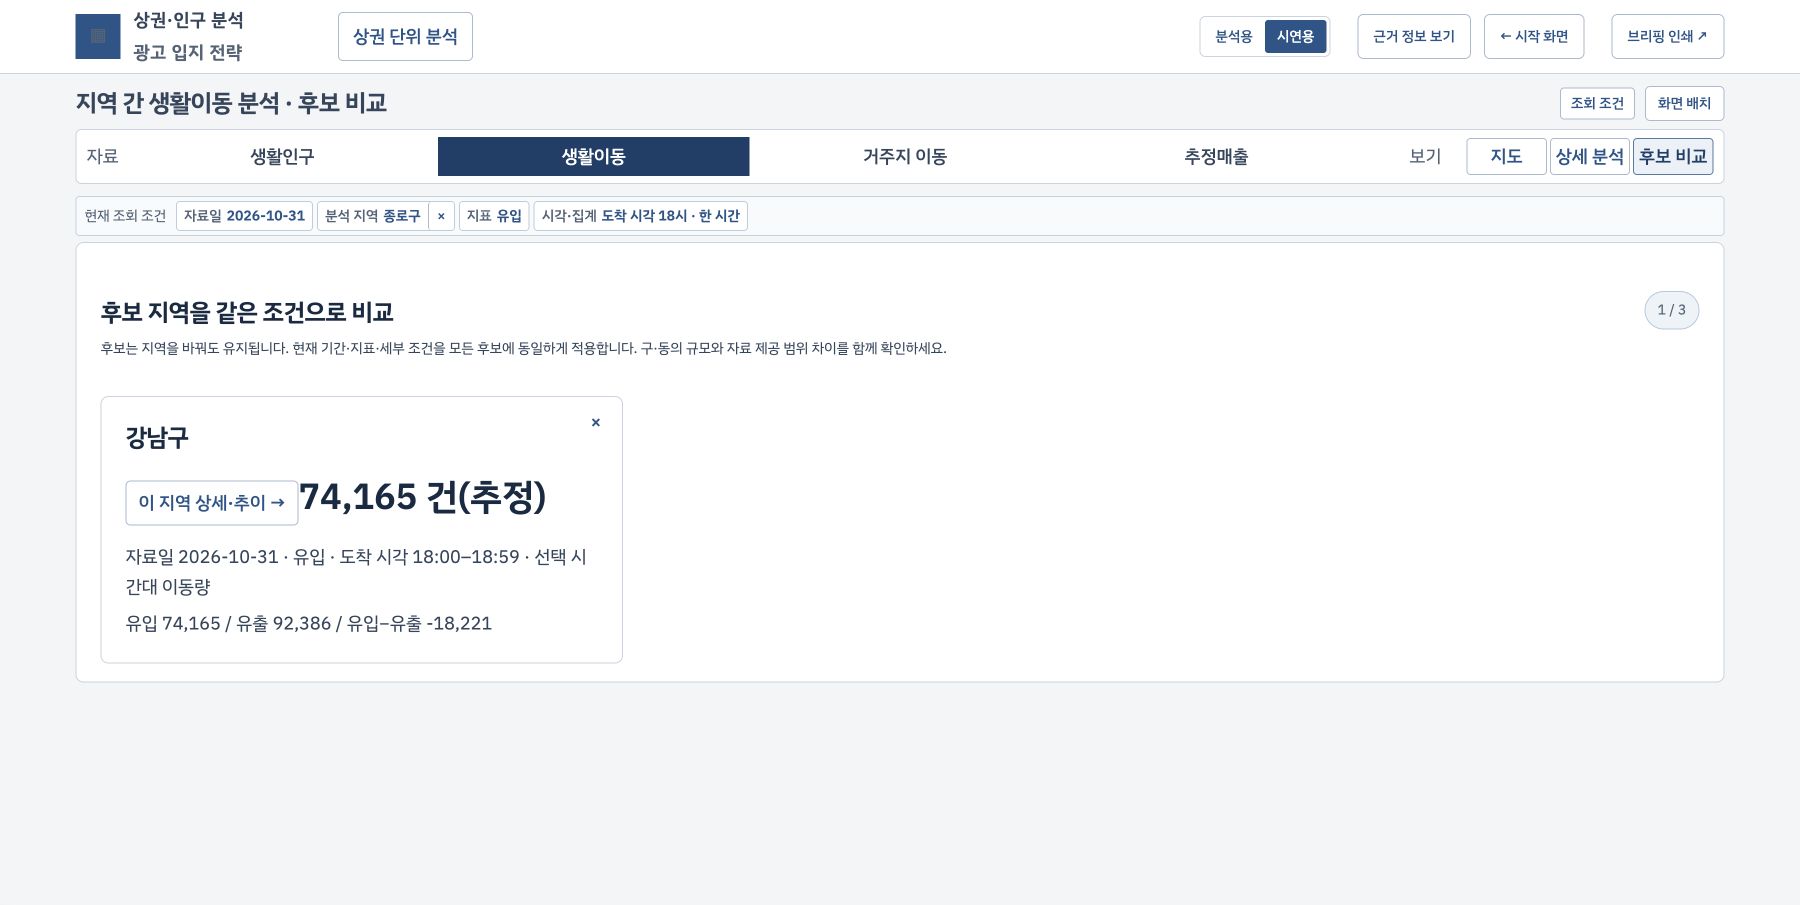 상권·인구 분석
광고 입지 전략
상권 단위 분석
분석용
시연용
근거 정보 보기
← 시작 화면
브리핑 인쇄 ↗
지역 간 생활이동 분석 · 후보 비교
조회 조건
화면 배치
자료
생활인구
생활이동
거주지 이동
추정매출
보기
지도
상세 분석
후보 비교
현재 조회 조건
자료일 2026-10-31
분석 지역 종로구 ×
지표 유입
시각·집계 도착 시각 18시 · 한 시간
후보 지역을 같은 조건으로 비교
1 / 3
후보는 지역을 바꿔도 유지됩니다. 현재 기간·지표·세부 조건을 모든 후보에 동일하게 적용합니다. 구·동의 규모와 자료 제공 범위 차이를 함께 확인하세요.
×
강남구
이 지역 상세·추이 → 74,165 건(추정)
자료일 2026-10-31 · 유입 · 도착 시각 18:00–18:59 · 선택 시
간대 이동량
유입 74,165 / 유출 92,386 / 유입−유출 -18,221